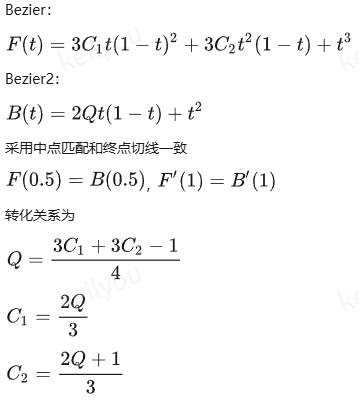 Bezier:
F(t) = 3C₁t(1 − t)² + 3C₂t²(1 − t) + t³
Bezier2:
B(t) = 2Qt(1 − t) + t²
采用中点匹配和终点切线一致
F(0.5) = B(0.5), F′(1) = B′(1)
转化关系为
Q = (3C₁ + 3C₂ − 1)/4
C₁ = 2Q/3
C₂ = (2Q + 1)/3